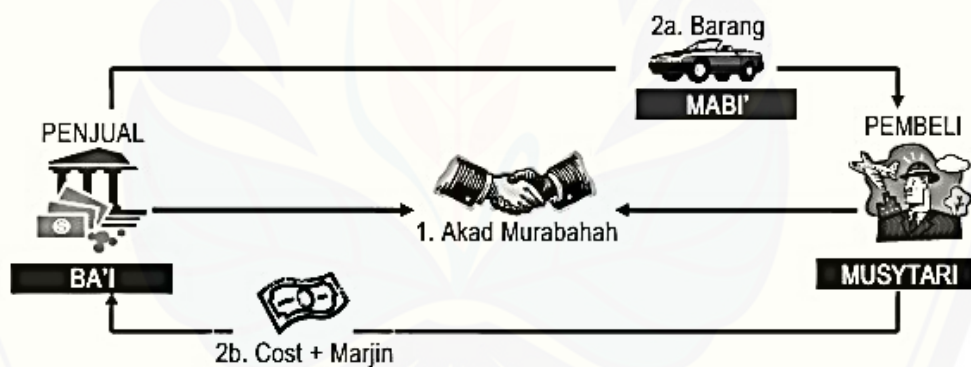 2a. Barang
MABI'
PENJUAL
PEMBELI
1. Akad Murabahah
BA'I
MUSYTARI
2b. Cost + Marjin